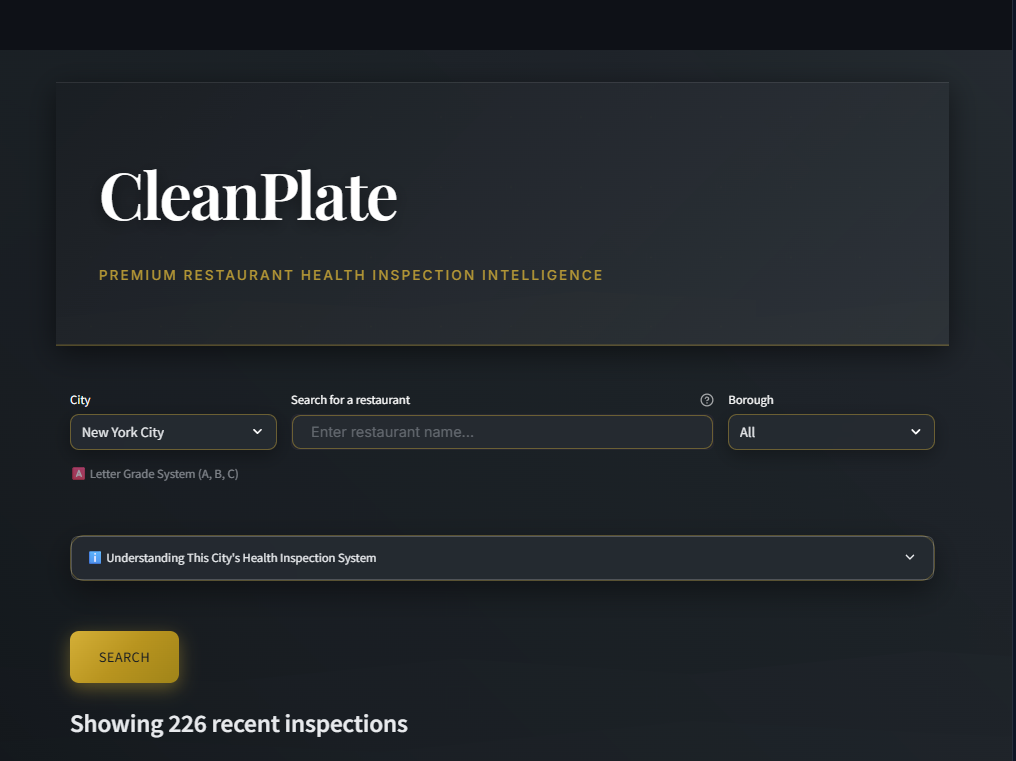 CleanPlate
PREMIUM RESTAURANT HEALTH INSPECTION INTELLIGENCE
City
Search for a restaurant
Borough
New York City
Enter restaurant name...
All
A Letter Grade System (A, B, C)
i Understanding This City's Health Inspection System
SEARCH
Showing 226 recent inspections